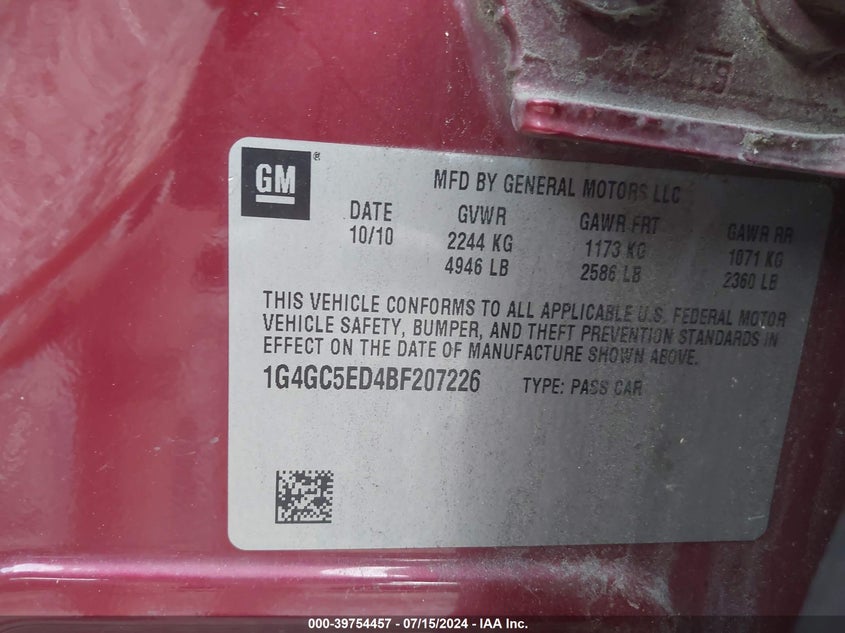 GM®
MFD BY GENERAL MOTORS LLC
DATE GVWR GAWR FRT GAWR RR
10/10 2244 KG 1173 KG 1071 KG
4946 LB 2586 LB 2360 LB
THIS VEHICLE CONFORMS TO ALL APPLICABLE U.S. FEDERAL MOTOR
VEHICLE SAFETY, BUMPER, AND THEFT PREVENTION STANDARDS IN
EFFECT ON THE DATE OF MANUFACTURE SHOWN ABOVE.
1G4GC5ED4BF207226 TYPE: PASS CAR
000-39754457 - 07/15/2024 - IAA Inc.